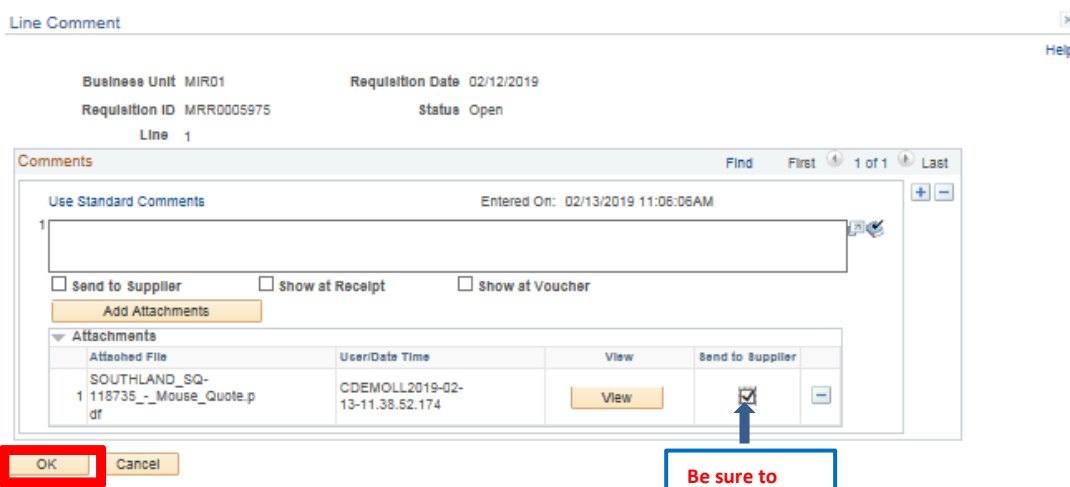 Line Comment
Help
Business Unit MIR01 Requisition Date 02/12/2019
Requisition ID MRR0005975 Status Open
Line 1
Comments Find First 1 of 1 Last
Use Standard Comments Entered On: 02/13/2019 11:06:06AM
1
Send to Supplier Show at Receipt Show at Voucher
Add Attachments
Attachments
Attached File User/Date Time View Send to Supplier
SOUTHLAND_SQ-
1 118735_-_Mouse_Quote.p
df
CDEMOLL2019-02-
13-11.38.52.174
View
OK Cancel
Be sure to